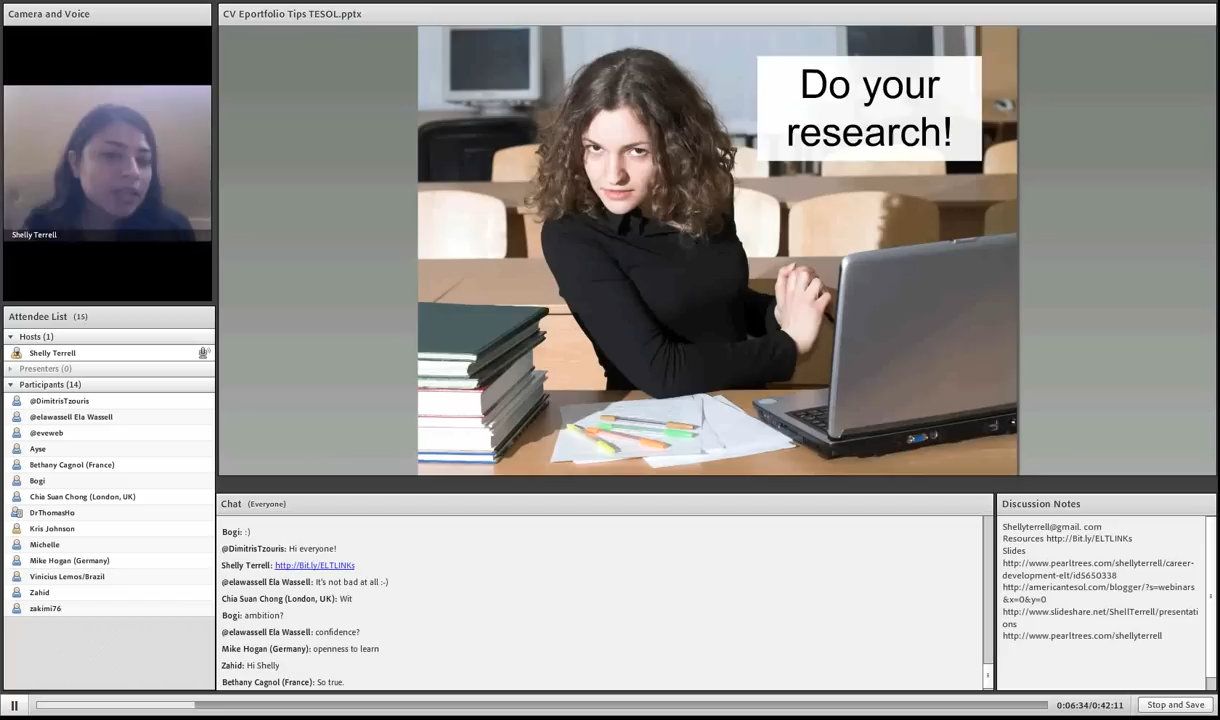 Camera and Voice
Shelly Terrell
Attendee List (15)
Hosts (1)
Shelly Terrell
Presenters (0)
Participants (14)
@DimitrisTzouris
@elawassell Ela Wassell
@eveweb
Ayse
Bethany Cagnol (France)
Bogi
Chia Suan Chong (London, UK)
DrThomasHo
Kris Johnson
Michelle
Mike Hogan (Germany)
Vinicius Lemos/Brazil
Zahid
zakimi76
CV Eportfolio Tips TESOL.pptx
Do your
research!
Chat (Everyone)
Bogi: :)
@DimitrisTzouris: Hi everyone!
Shelly Terrell: http://Bit.ly/ELTLINKs
@elawassell Ela Wassell: It's not bad at all :-)
Chia Suan Chong (London, UK): Wit
Bogi: ambition?
@elawassell Ela Wassell: confidence?
Mike Hogan (Germany): openness to learn
Zahid: Hi Shelly
Bethany Cagnol (France): So true.
Discussion Notes
Shellyterrell@gmail. com
Resources http://Bit.ly/ELTLINKs
Slides
http://www.pearltrees.com/shellyterrell/career-
development-elt/id5650338
http://americantesol.com/blogger/?s=webinars
&x=0&y=0
http://www.slideshare.net/ShellTerrell/presentati
ons
http://www.pearltrees.com/shellyterrell
0:06:34/0:42:11
Stop and Save